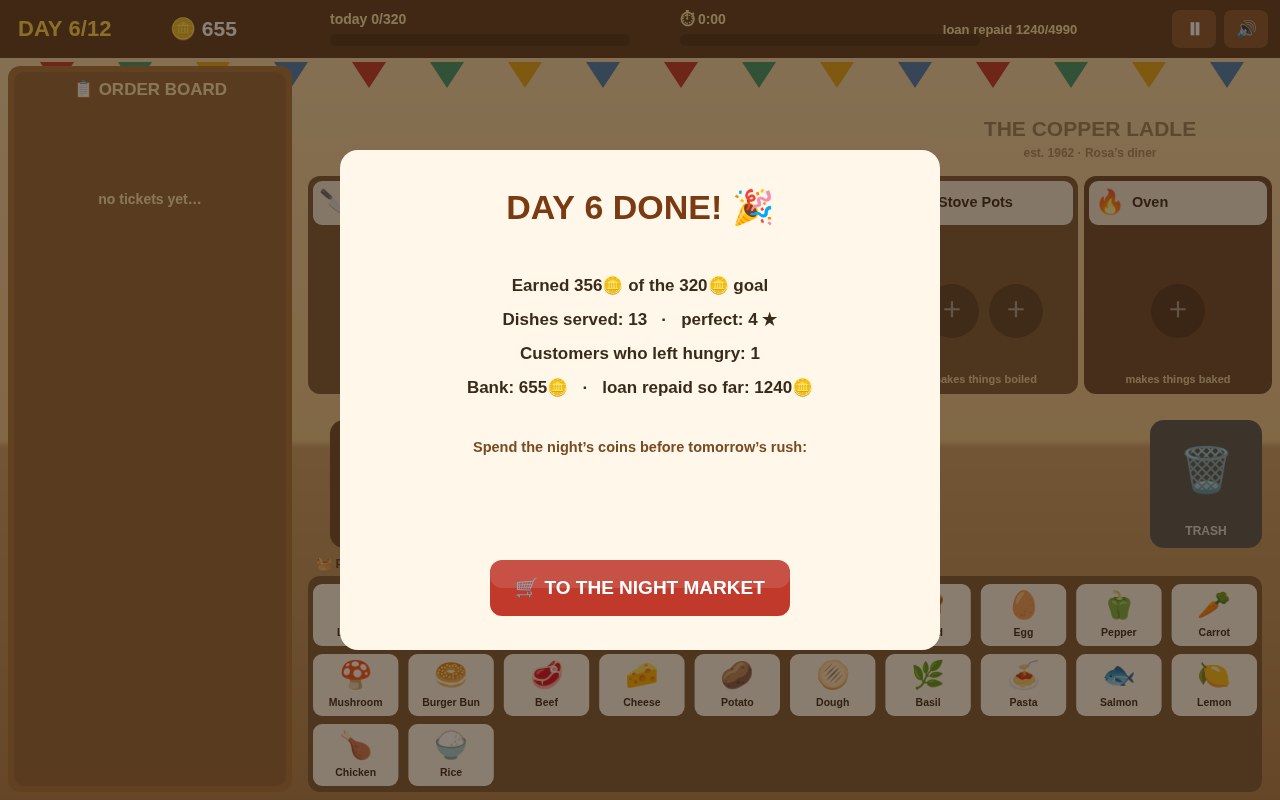 DAY 6/12
655
today 0/320
0:00
loan repaid 1240/4990
ORDER BOARD
no tickets yet…
THE COPPER LADLE
est. 1962 · Rosa's diner
Stove Pots
Oven
makes things baked
DAY 6 DONE!
Earned 356 of the 320 goal
Dishes served: 13 · perfect: 4 ★
Customers who left hungry: 1
Bank: 655 · loan repaid so far: 1240
Spend the night’s coins before tomorrow’s rush:
TO THE NIGHT MARKET
TRASH
Egg
Pepper
Carrot
Mushroom
Burger Bun
Beef
Cheese
Potato
Dough
Basil
Pasta
Salmon
Lemon
Chicken
Rice